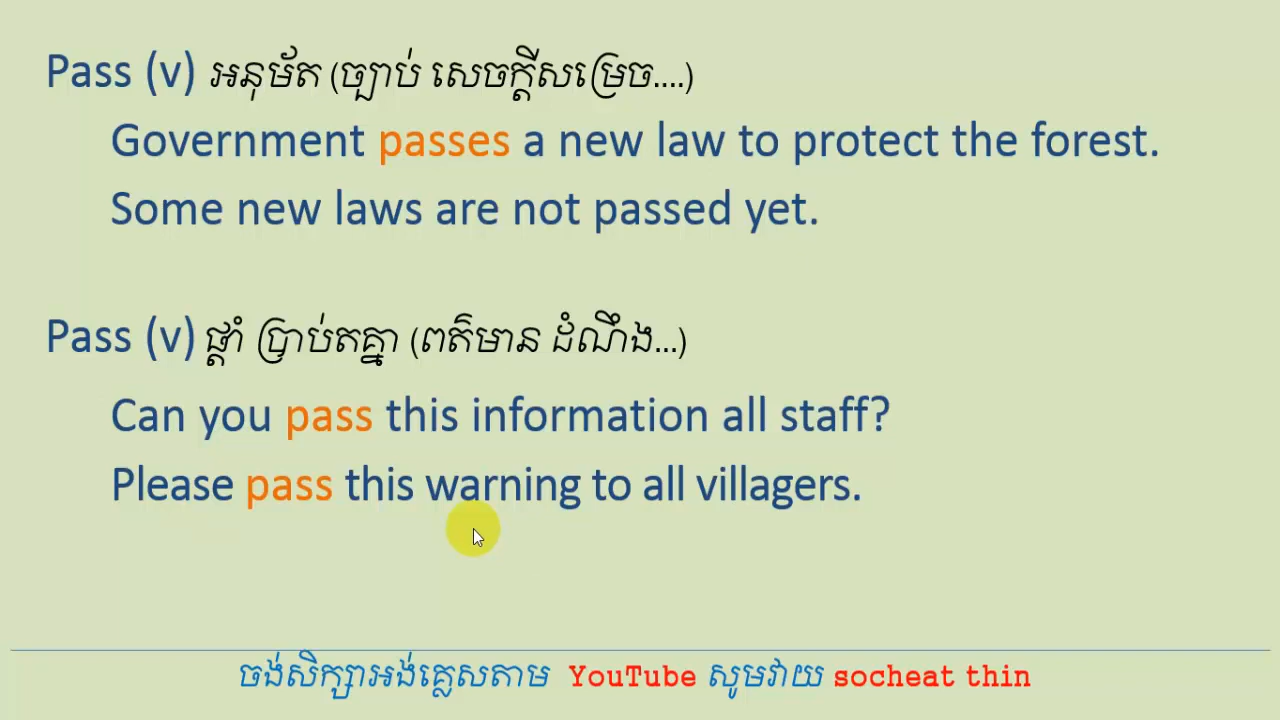 Pass (v) អនុម័ត (ច្បាប់ សេចក្តីសម្រេច....)
Government passes a new law to protect the forest.
Some new laws are not passed yet.
Pass (v) ផ្តាំ ប្រាប់តគ្នា (ពត៌មាន ដំណឹង...)
Can you pass this information all staff?
Please pass this warning to all villagers.
ចង់សិក្សាអង់គ្លេសតាម YouTube សូមវាយ socheat thin